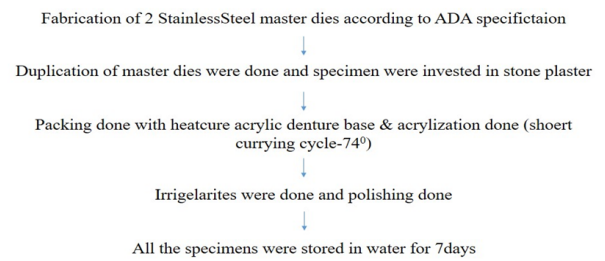 Fabrication of 2 StainlessSteel master dies according to ADA specifictaion
Duplication of master dies were done and specimen were invested in stone plaster
Packing done with heatcure acrylic denture base & acrylization done (shoert
currying cycle-74⁰)
Irrigelarites were done and polishing done
All the specimens were stored in water for 7days